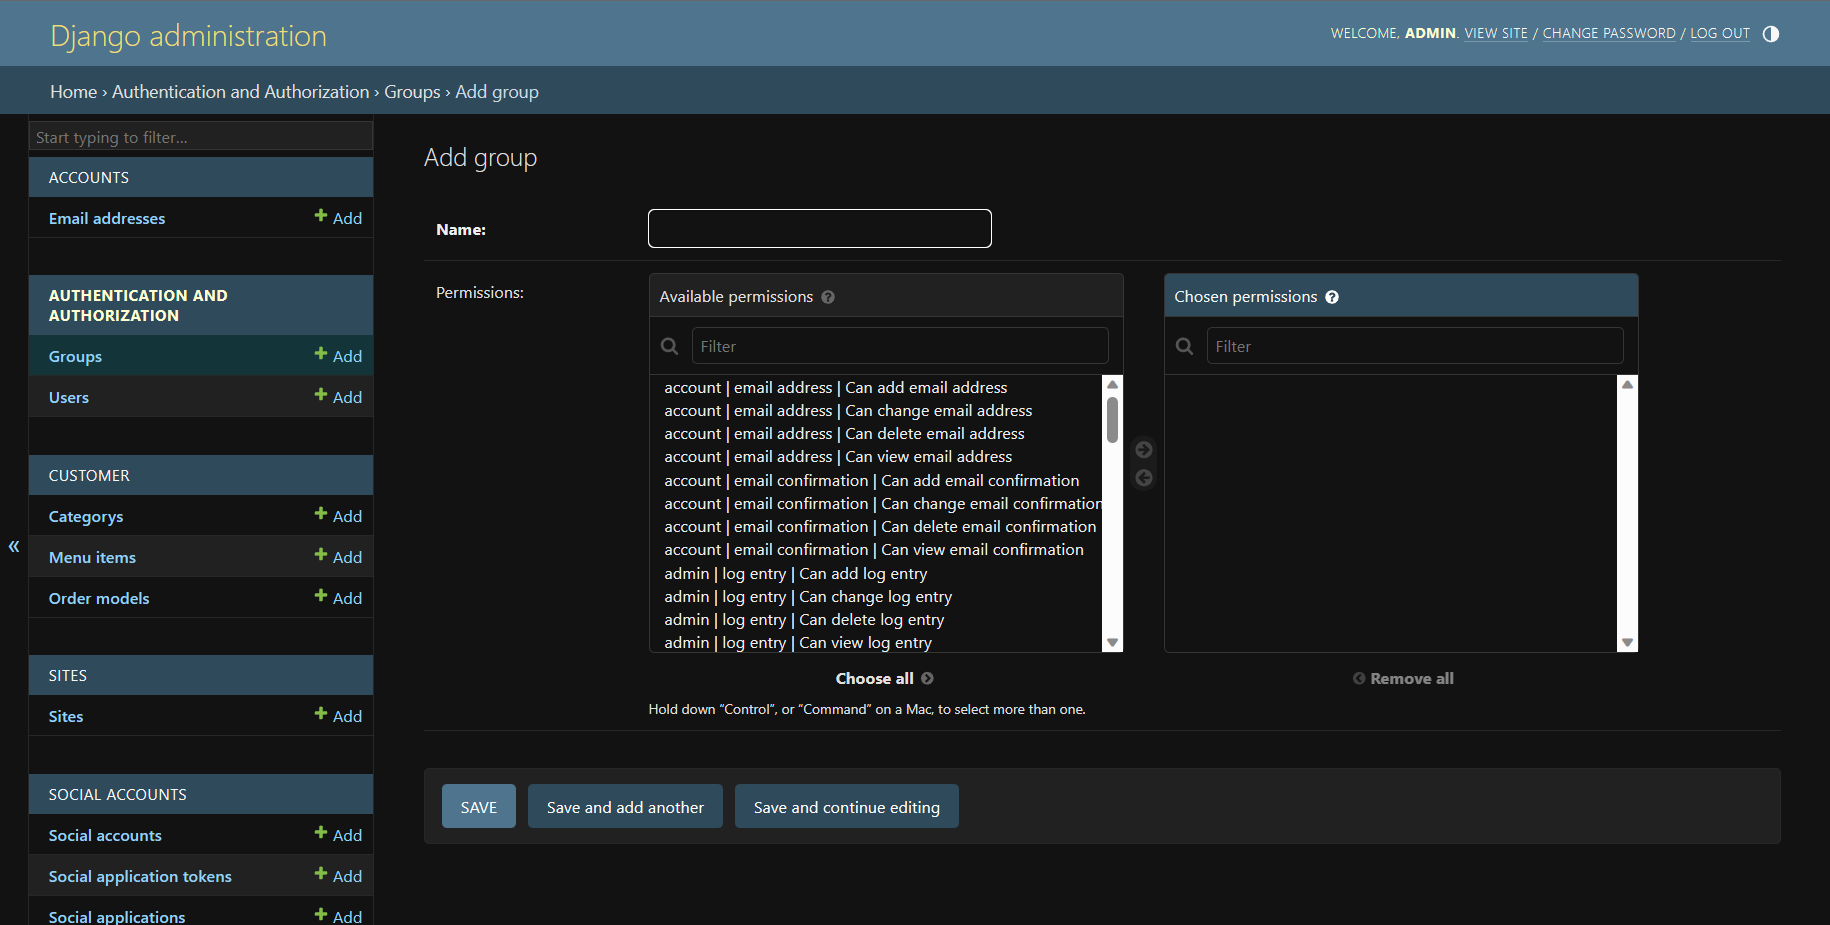 Django administration
WELCOME, ADMIN. VIEW SITE / CHANGE PASSWORD / LOG OUT
Home › Authentication and Authorization › Groups › Add group
Start typing to filter...
ACCOUNTS
Email addresses
Add
AUTHENTICATION AND
AUTHORIZATION
Groups
Add
Users
Add
CUSTOMER
Categorys
Add
Menu items
Add
Order models
Add
SITES
Sites
Add
SOCIAL ACCOUNTS
Social accounts
Add
Social application tokens
Add
Social applications
Add
«
Add group
Name:
Permissions:
Available permissions
Filter
account | email address | Can add email address
account | email address | Can change email address
account | email address | Can delete email address
account | email address | Can view email address
account | email confirmation | Can add email confirmation
account | email confirmation | Can change email confirmation
account | email confirmation | Can delete email confirmation
account | email confirmation | Can view email confirmation
admin | log entry | Can add log entry
admin | log entry | Can change log entry
admin | log entry | Can delete log entry
admin | log entry | Can view log entry
Choose all
Hold down “Control”, or “Command” on a Mac, to select more than one.
Chosen permissions
Filter
Remove all
SAVE
Save and add another
Save and continue editing